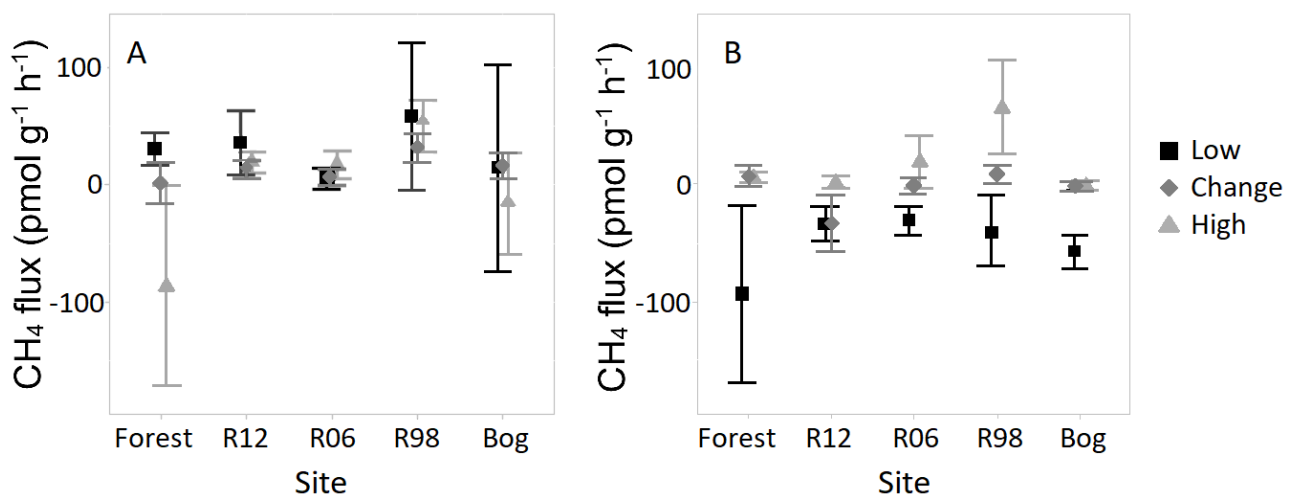 A
CH₄ flux (pmol g⁻¹ h⁻¹)
100
0
-100
Forest R12 R06 R98 Bog
Site
B
CH₄ flux (pmol g⁻¹ h⁻¹)
100
0
-100
Forest R12 R06 R98 Bog
Site
Low
Change
High